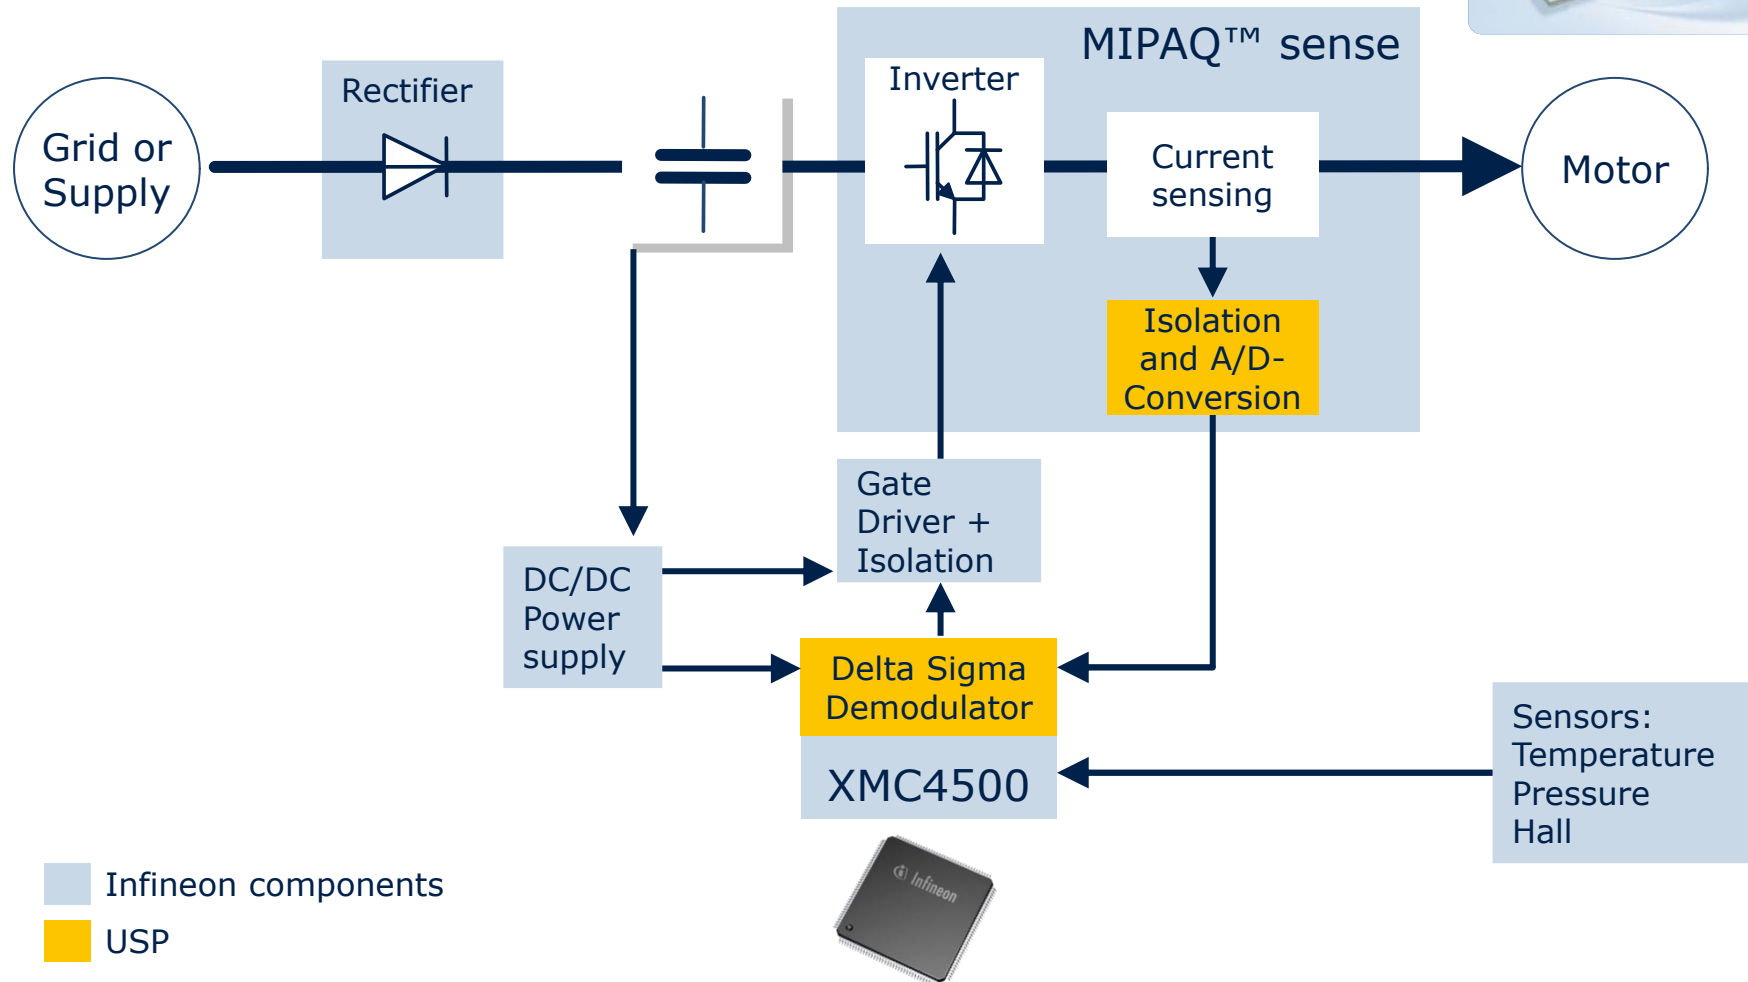 MIPAQ™ sense
Rectifier
Inverter
Grid or
Supply
Current
sensing
Motor
Isolation
and A/D-
Conversion
Gate
Driver +
Isolation
DC/DC
Power
supply
Delta Sigma
Demodulator
XMC4500
Sensors:
Temperature
Pressure
Hall
Infineon
Infineon components
USP